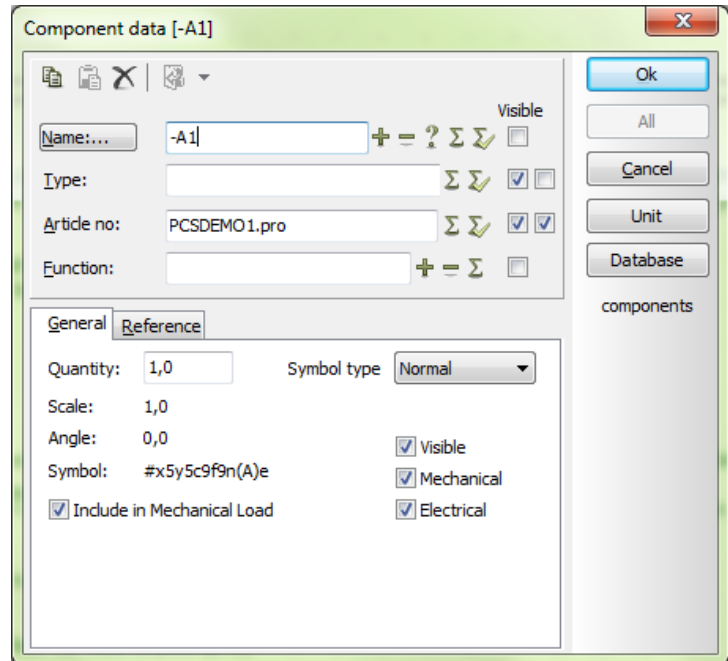 Component data [-A1]
Ok
Visible
All
Name:... -A1
Type:
Cancel
Article no: PCSDEMO1.pro
Unit
Function:
Database
components
General Reference
Quantity: 1,0 Symbol type Normal
Scale: 1,0
Angle: 0,0 Visible
Symbol: #x5y5c9f9n(A)e Mechanical
Include in Mechanical Load Electrical